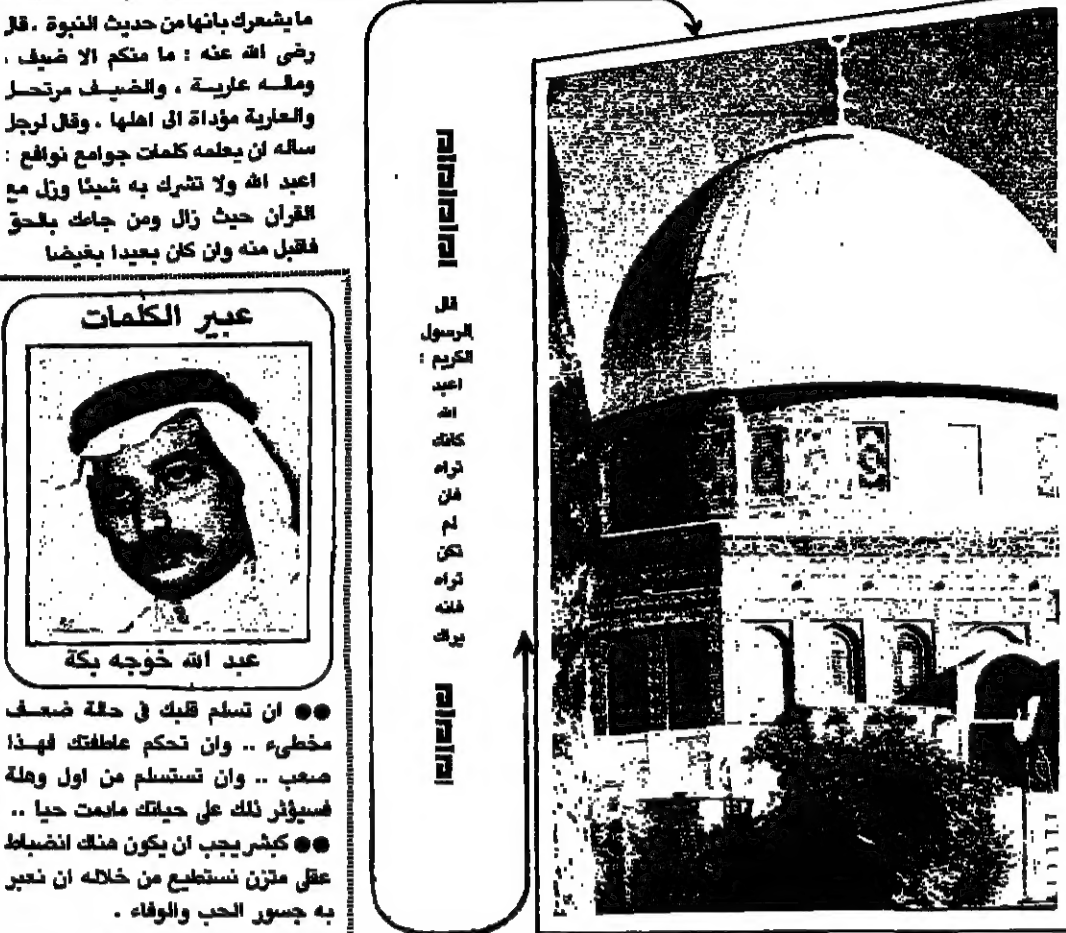 ما يشعرك بانها من حديث النبوة . قال
رضى الله عنه : ما منكم الا ضيف ،
وماله عارية ، والضيف مرتحل
والعارية مؤداة الى اهلها . وقال لرجل
ساله ان يعلمه كلمات جوامع نوافع :
اعبد الله ولا تشرك به شيئا وزل مع
القرآن حيث زال ومن جاءك بالحق
فاقبل منه وان كان بعيدا بغيضا
قال
الرسول
الكريم :
اعبد
الله
كانك
تراه
فان
لم
تكن
تراه
فانه
يراك
عبير الكلمات
عبد الله خوجه بكة
●● ان تسلم قلبك في حالة ضعف
مخطىء .. وان تحكم عاطفتك فهذا
صعب .. وان تستسلم من اول وهلة
فسيؤثر ذلك على حياتك مادمت حيا ..
●● كبشر يجب ان يكون هناك انضباط
عقلى متزن نستطيع من خلاله ان نعبر
به جسور الحب والوفاء .